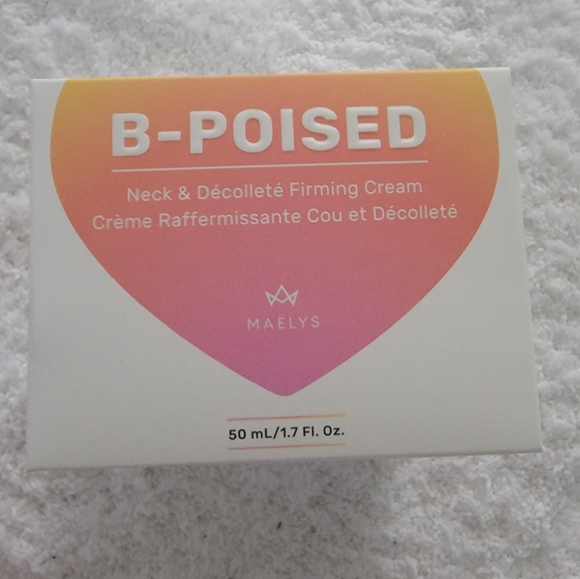 B-POISED
Neck & Décolleté Firming Cream
Crème Raffermissante Cou et Décolleté
MAËLYS
50 mL/1.7 Fl. Oz.